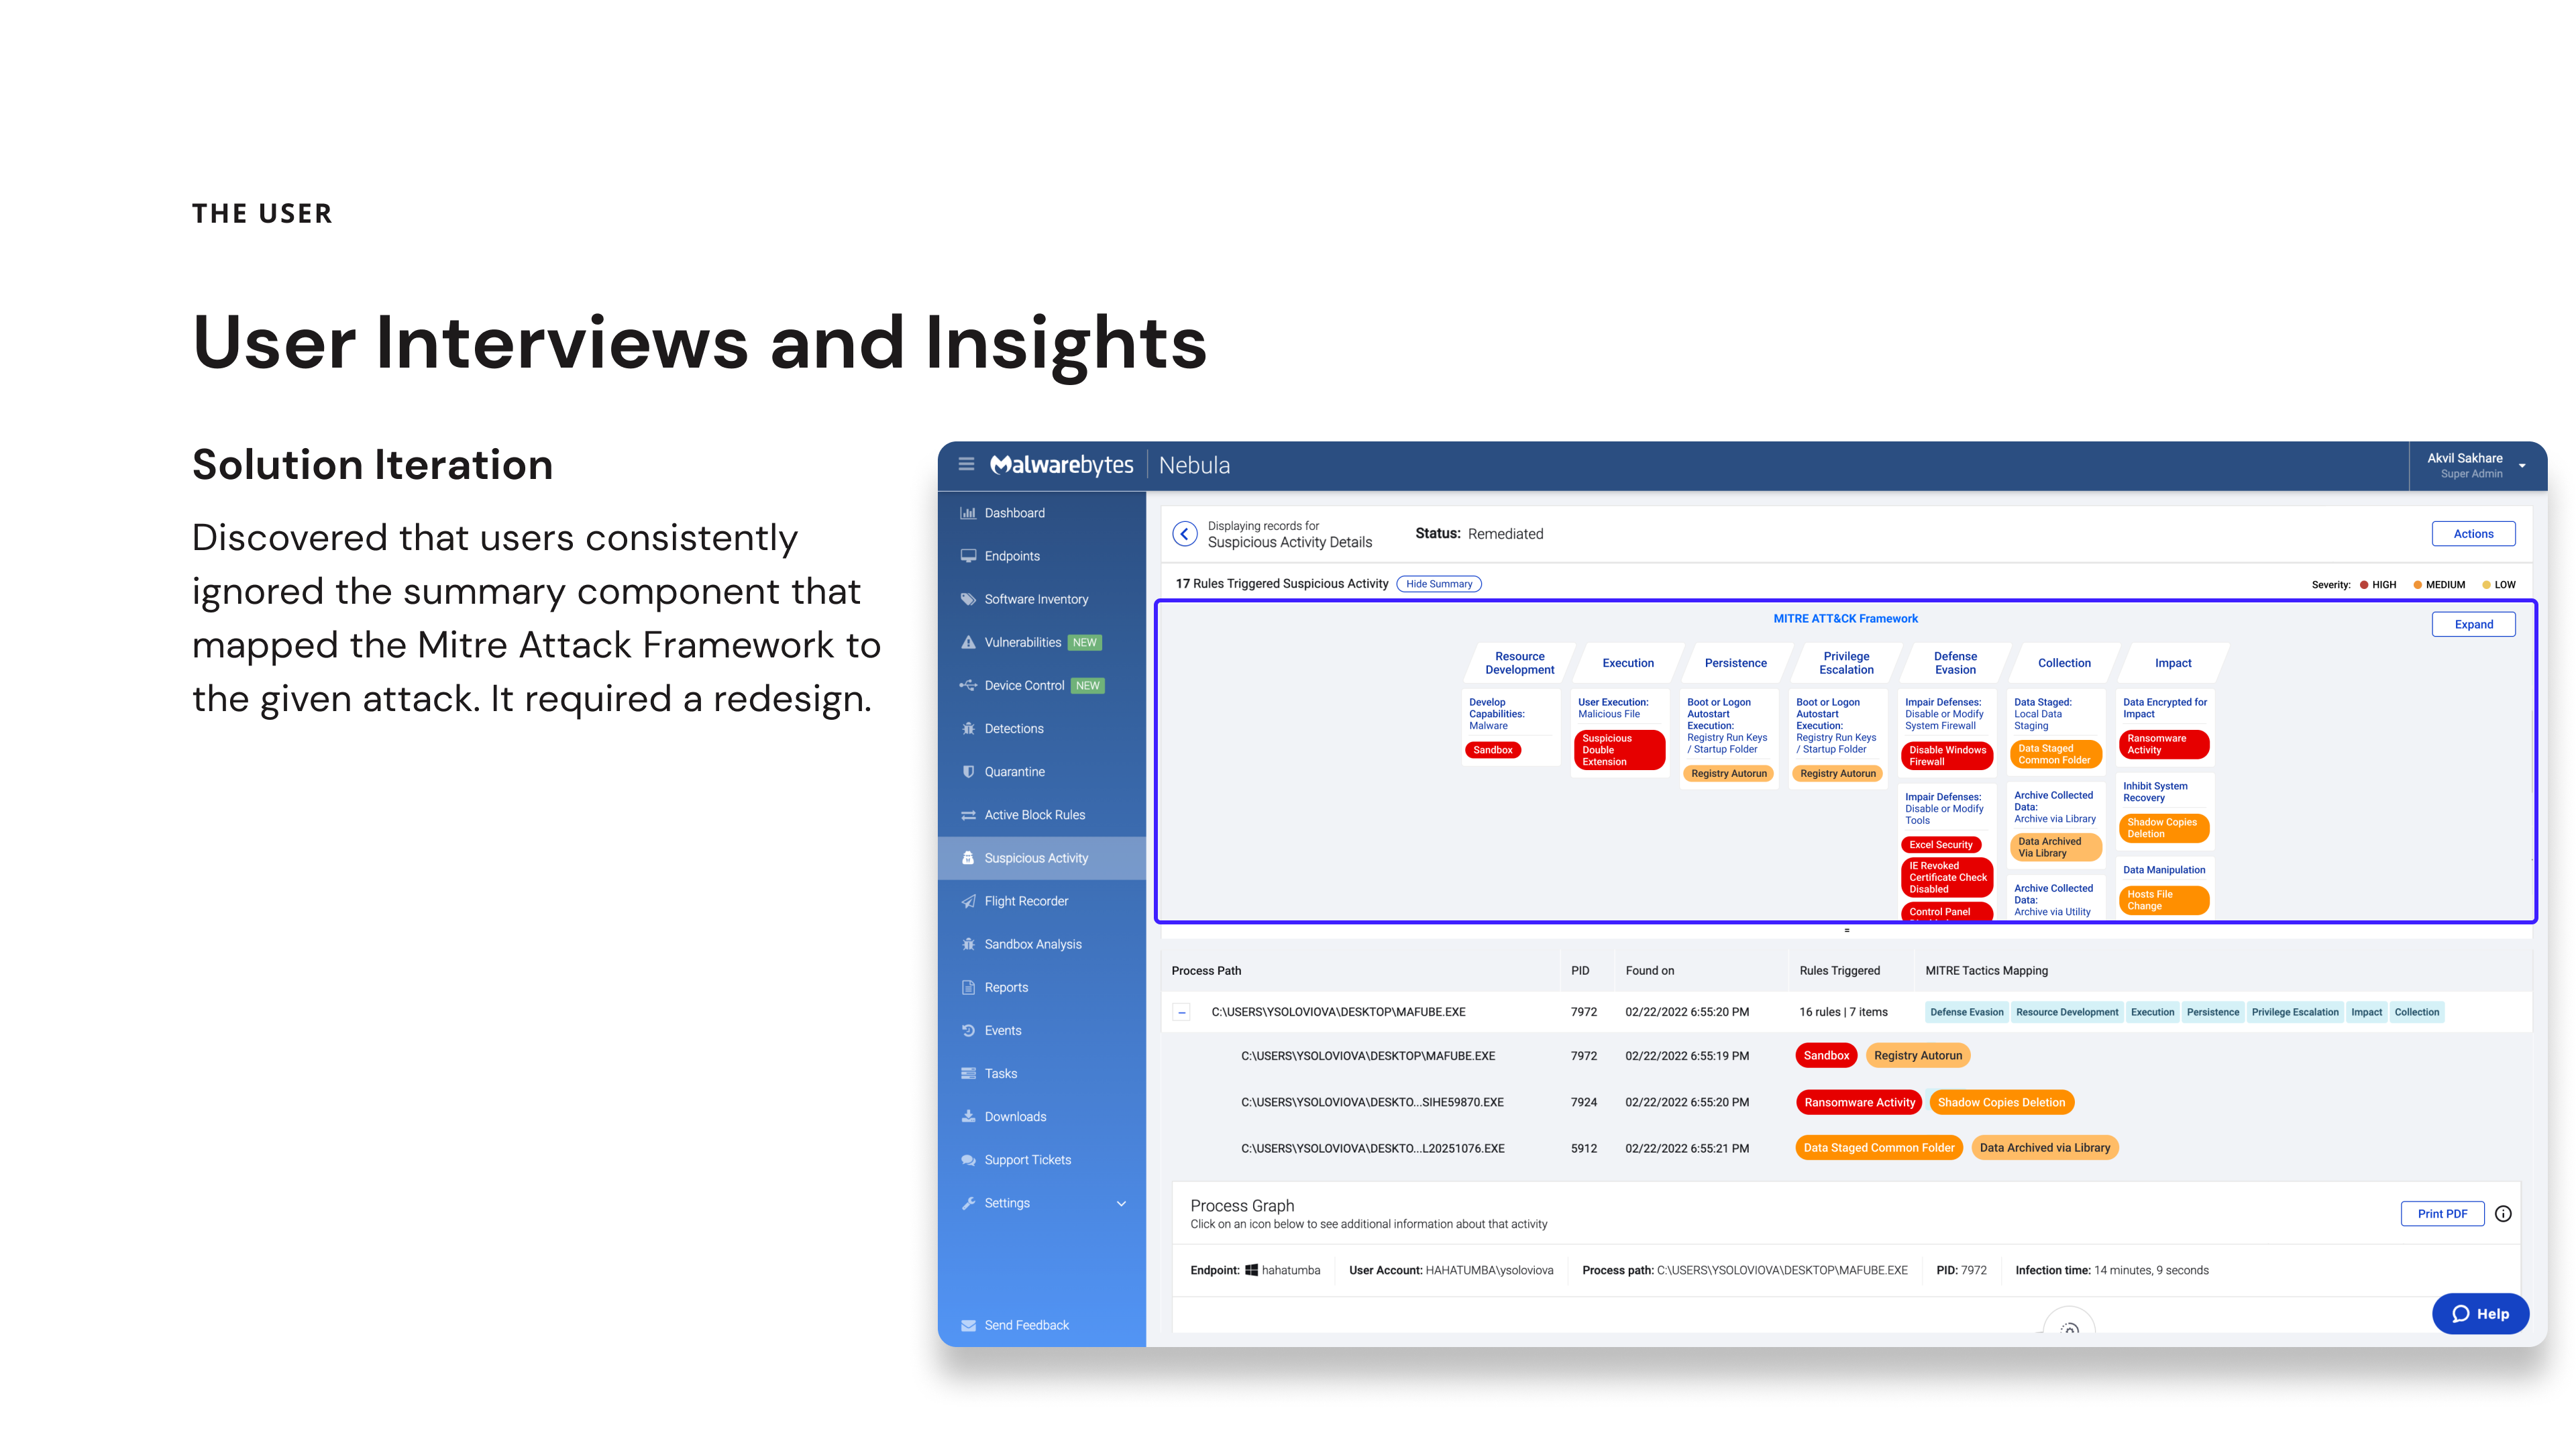 THE USER
User Interviews and Insights
Solution Iteration
Discovered that users consistently
ignored the summary component that
mapped the Mitre Attack Framework to
the given attack. It required a redesign.
Malwarebytes Nebula
Akvil Sakhare
Super Admin
Dashboard
Endpoints
Software Inventory
Vulnerabilities NEW
Device Control NEW
Detections
Quarantine
Active Block Rules
Suspicious Activity
Flight Recorder
Sandbox Analysis
Reports
Events
Tasks
Downloads
Support Tickets
Settings
Send Feedback
Displaying records for
Suspicious Activity Details
Status: Remediated
Actions
17 Rules Triggered Suspicious Activity Hide Summary
Severity: HIGH MEDIUM LOW
MITRE ATT&CK Framework
Expand
Resource
Development
Develop
Capabilities:
Malware
Sandbox
Execution
User Execution:
Malicious File
Suspicious
Double
Extension
Persistence
Boot or Logon
Autostart
Execution:
Registry Run Keys
/ Startup Folder
Registry Autorun
Privilege
Escalation
Boot or Logon
Autostart
Execution:
Registry Run Keys
/ Startup Folder
Registry Autorun
Defense
Evasion
Impair Defenses:
Disable or Modify
System Firewall
Disable Windows
Firewall
Impair Defenses:
Disable or Modify
Tools
Excel Security
IE Revoked
Certificate Check
Disabled
Control Panel
Collection
Data Staged:
Local Data
Staging
Data Staged
Common Folder
Archive Collected
Data:
Archive via Library
Data Archived
Via Library
Archive Collected
Data:
Archive via Utility
Impact
Data Encrypted for
Impact
Ransomware
Activity
Inhibit System
Recovery
Shadow Copies
Deletion
Data Manipulation
Hosts File
Change
Process Path PID Found on Rules Triggered MITRE Tactics Mapping
C:\USERS\YSOLOVIOVA\DESKTOP\MAFUBE.EXE 7972 02/22/2022 6:55:20 PM 16 rules | 7 items Defense Evasion Resource Development Execution Persistence Privilege Escalation Impact Collection
C:\USERS\YSOLOVIOVA\DESKTOP\MAFUBE.EXE 7972 02/22/2022 6:55:19 PM Sandbox Registry Autorun
C:\USERS\YSOLOVIOVA\DESKTO...SIHE59870.EXE 7924 02/22/2022 6:55:20 PM Ransomware Activity Shadow Copies Deletion
C:\USERS\YSOLOVIOVA\DESKTO...L20251076.EXE 5912 02/22/2022 6:55:21 PM Data Staged Common Folder Data Archived via Library
Process Graph
Click on an icon below to see additional information about that activity
Print PDF
Endpoint: hahatumba User Account: HAHATUMBA\ysoloviova Process path: C:\USERS\YSOLOVIOVA\DESKTOP\MAFUBE.EXE PID: 7972 Infection time: 14 minutes, 9 seconds
Help